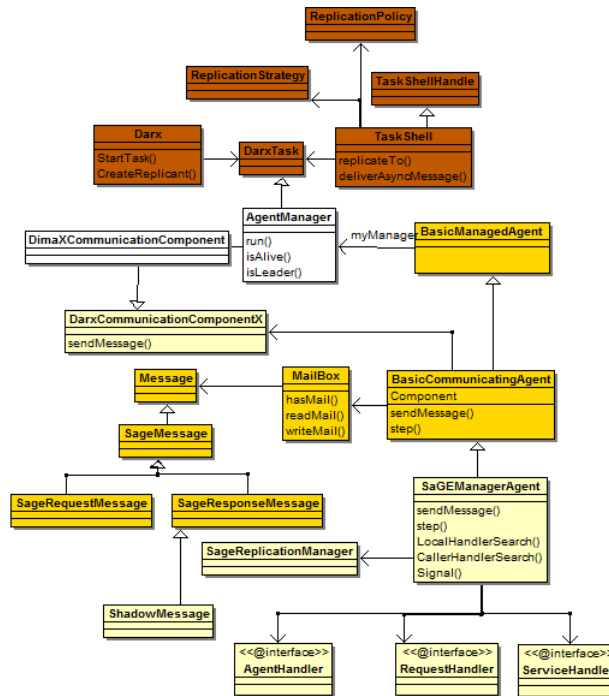 ReplicationPolicy
ReplicationStrategy
TaskShellHandle
Darx
StartTask()
CreateReplicant()
DarxTask
TaskShell
replicateTo()
deliverAsyncMessage()
AgentManager
run()
isAlive()
isLeader()
DimaXCommunicationComponent
myManager
BasicManagedAgent
DarxCommunicationComponentX
sendMessage()
Message
MailBox
hasMail()
readMail()
writeMail()
BasicCommunicatingAgent
Component
sendMessage()
step()
SageMessage
SageRequestMessage
SageResponseMessage
SaGEManagerAgent
sendMessage()
step()
LocalHandlerSearch()
CallerHandlerSearch()
Signal()
SageReplicationManager
ShadowMessage
<<@interface>>
AgentHandler
<<@interface>>
RequestHandler
<<@interface>>
ServiceHandler